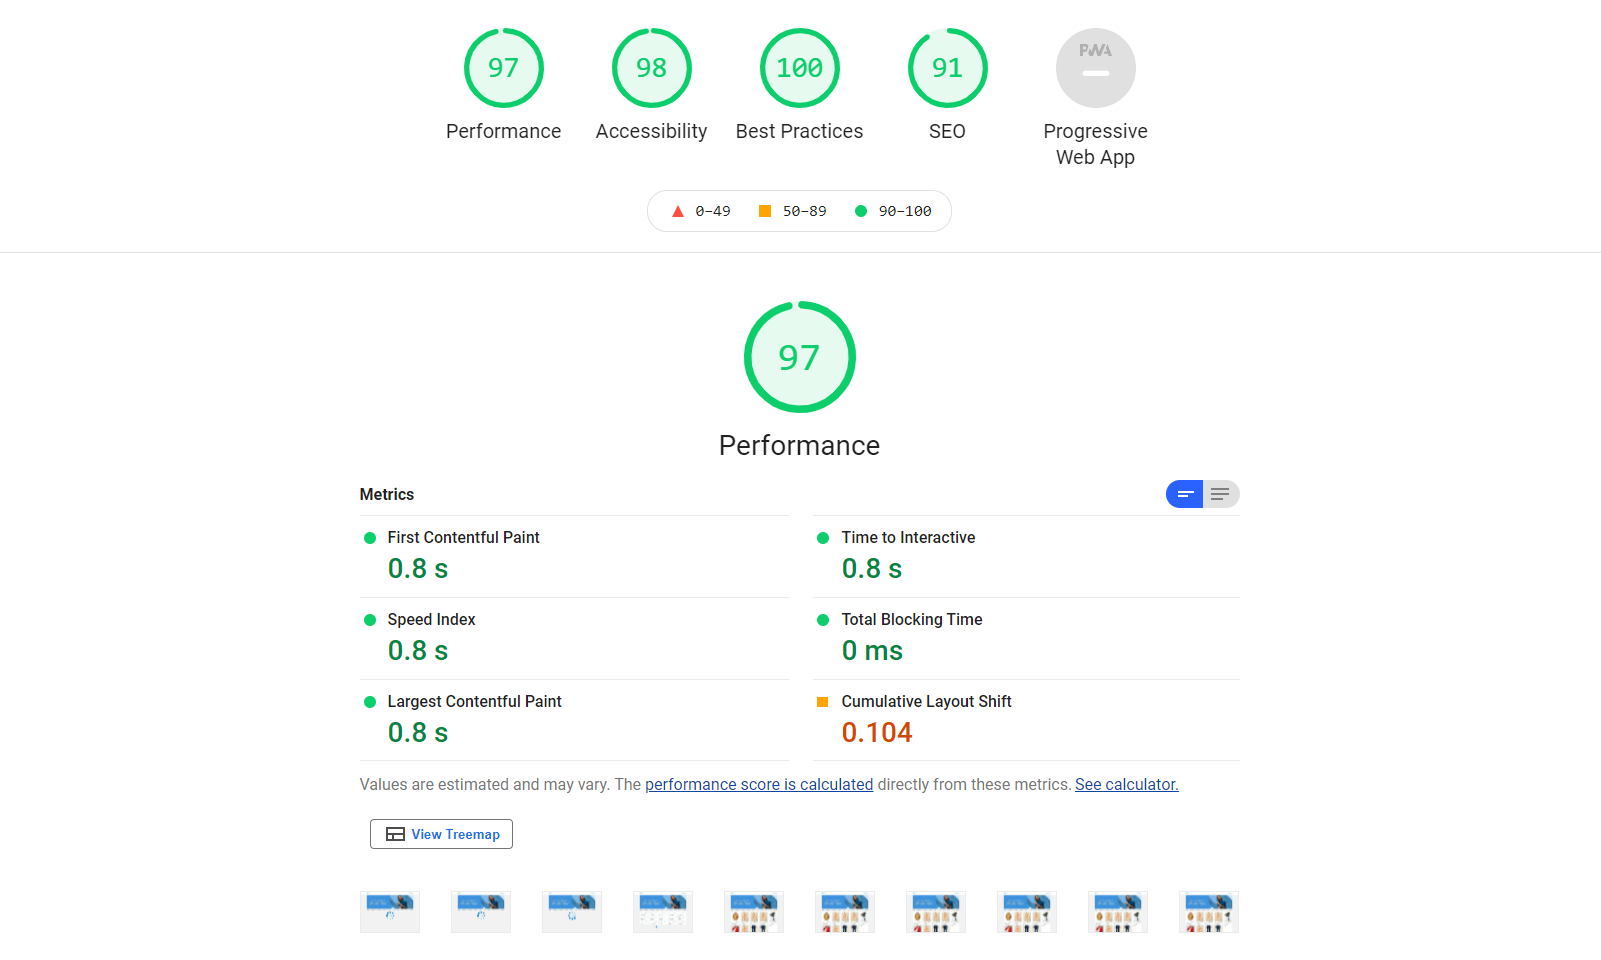 97
98
100
91
PWA
Performance
Accessibility
Best Practices
SEO
Progressive
Web App
0–49
50–89
90–100
97
Performance
Metrics
First Contentful Paint
0.8 s
Time to Interactive
0.8 s
Speed Index
0.8 s
Total Blocking Time
0 ms
Largest Contentful Paint
0.8 s
Cumulative Layout Shift
0.104
Values are estimated and may vary. The performance score is calculated directly from these metrics. See calculator.
View Treemap